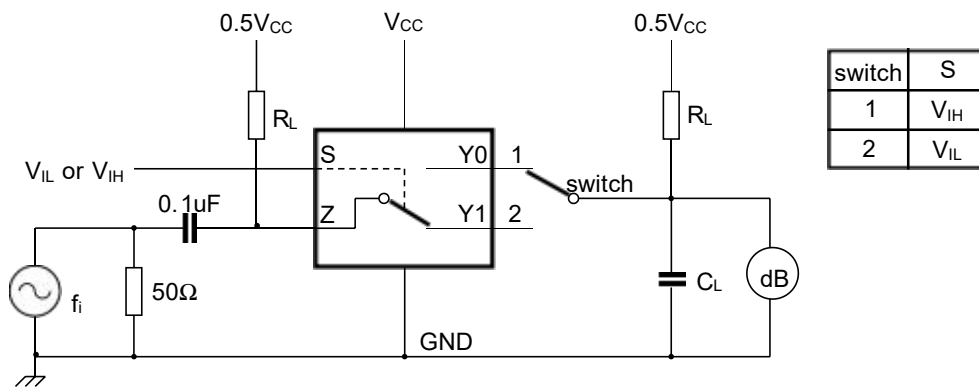 0.5VCC
VCC
0.5VCC
switch S
1 VIH
2 VIL
RL
RL
S
Y0
1
VIL or VIH
switch
0.1uF
Z
Y1
2
fi
50Ω
CL
dB
GND